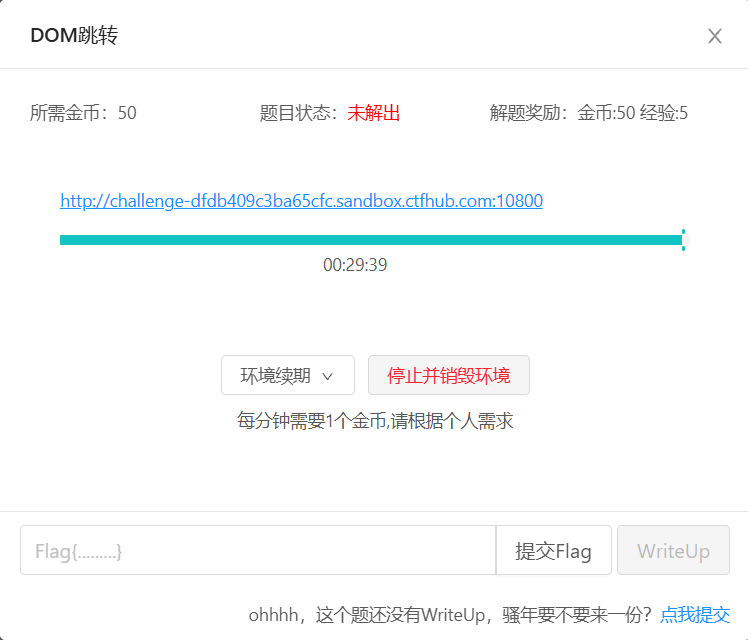 DOM跳转
所需金币：50 题目状态：未解出 解题奖励：金币:50 经验:5
http://challenge-dfdb409c3ba65cfc.sandbox.ctfhub.com:10800
00:29:39
环境续期 停止并销毁环境
每分钟需要1个金币,请根据个人需求
Flag{.........} 提交Flag WriteUp
ohhhh，这个题还没有WriteUp，骚年要不要来一份？点我提交